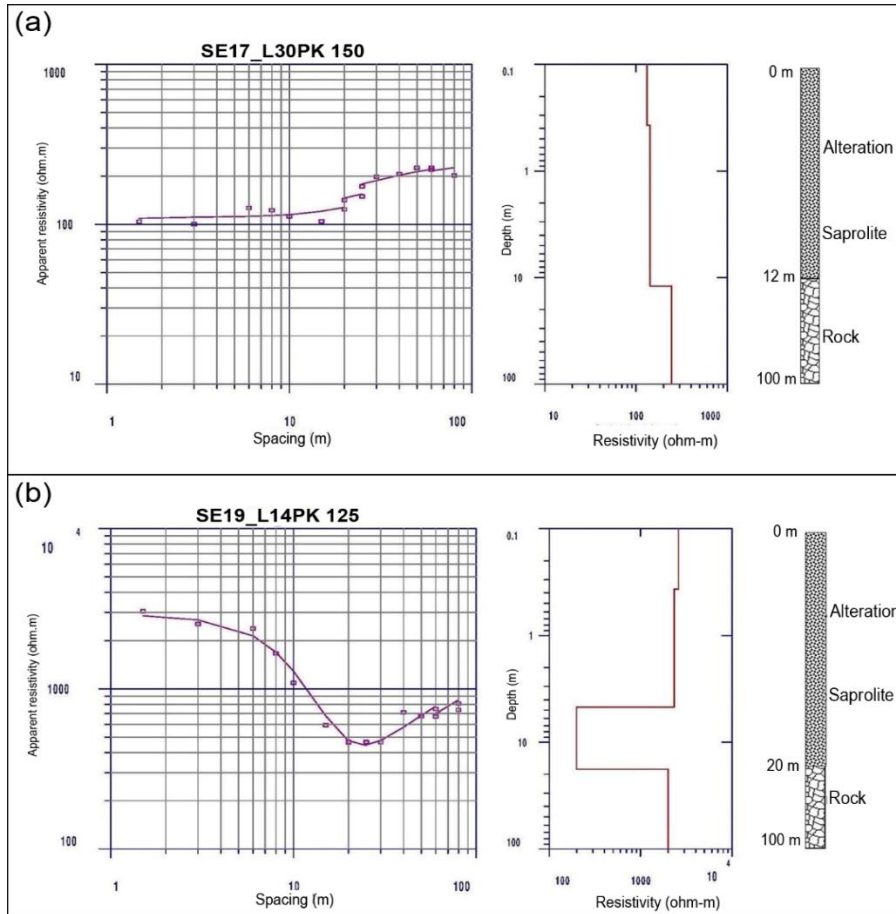 (a)
SE17_L30PK 150
Apparent resistivity (ohm.m)
1000
100
10
1
10
100
Spacing (m)
Depth (m)
0.1
1
10
100
10
100
1000
Resistivity (ohm-m)
0 m
Alteration
Saprolite
12 m
Rock
100 m
(b)
SE19_L14PK 125
Apparent resistivity (ohm.m)
10 4
1000
100
1
10
100
Spacing (m)
Depth (m)
0.1
1
10
100
100
1000
10 4
Resistivity (ohm-m)
0 m
Alteration
Saprolite
20 m
Rock
100 m